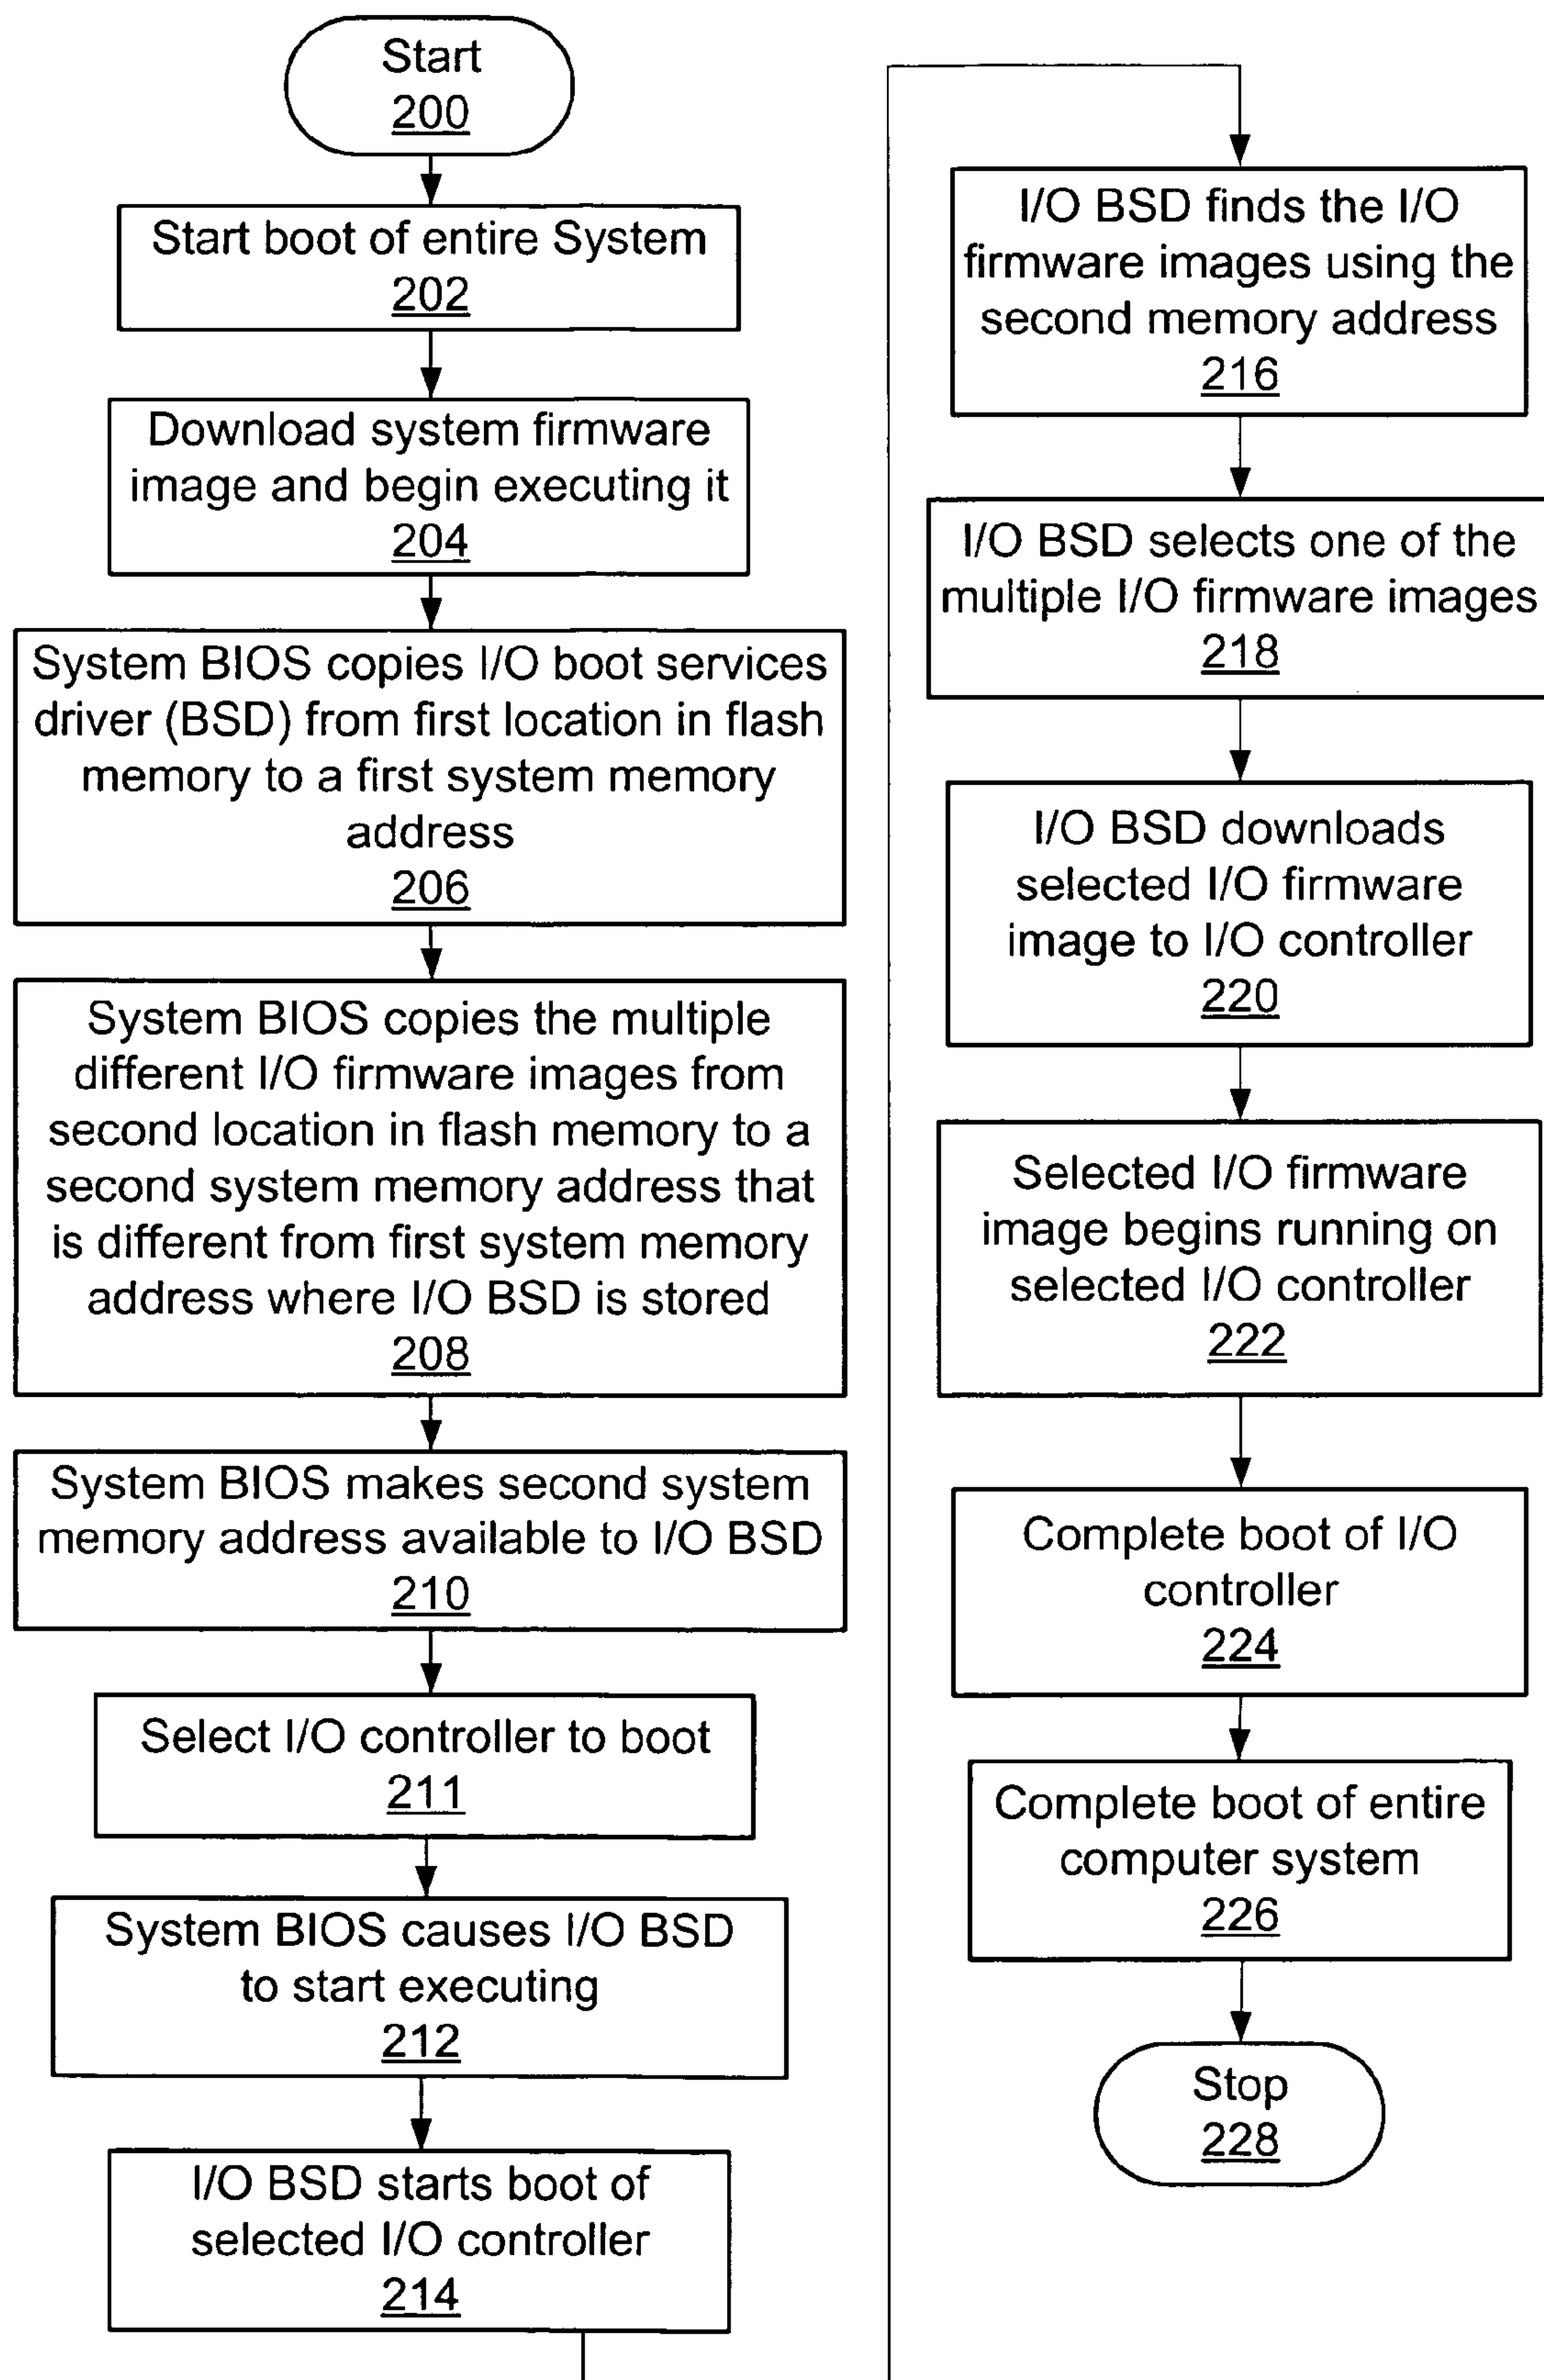 Start
200
Start boot of entire System
202
Download system firmware
image and begin executing it
204
System BIOS copies I/O boot services
driver (BSD) from first location in flash
memory to a first system memory
address
206
System BIOS copies the multiple
different I/O firmware images from
second location in flash memory to a
second system memory address that
is different from first system memory
address where I/O BSD is stored
208
System BIOS makes second system
memory address available to I/O BSD
210
Select I/O controller to boot
211
System BIOS causes I/O BSD
to start executing
212
I/O BSD starts boot of
selected I/O controller
214
I/O BSD finds the I/O
firmware images using the
second memory address
216
I/O BSD selects one of the
multiple I/O firmware images
218
I/O BSD downloads
selected I/O firmware
image to I/O controller
220
Selected I/O firmware
image begins running on
selected I/O controller
222
Complete boot of I/O
controller
224
Complete boot of entire
computer system
226
Stop
228